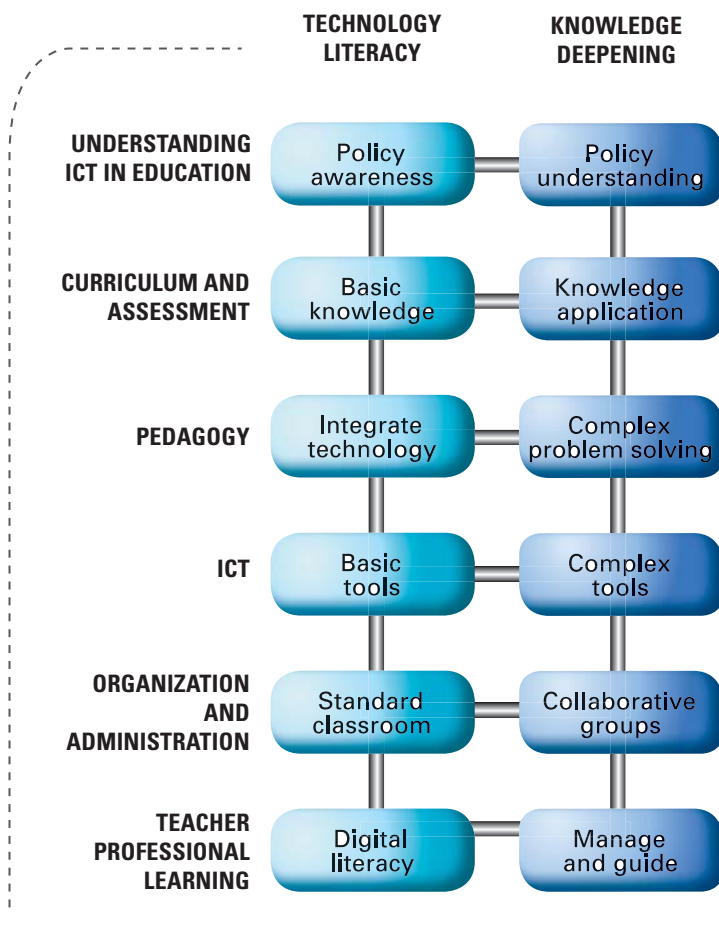 TECHNOLOGY
LITERACY
KNOWLEDGE
DEEPENING
UNDERSTANDING
ICT IN EDUCATION
Policy
awareness
Policy
understanding
CURRICULUM AND
ASSESSMENT
Basic
knowledge
Knowledge
application
PEDAGOGY
Integrate
technology
Complex
problem solving
ICT
Basic
tools
Complex
tools
ORGANIZATION
AND
ADMINISTRATION
Standard
classroom
Collaborative
groups
TEACHER
PROFESSIONAL
LEARNING
Digital
literacy
Manage
and guide